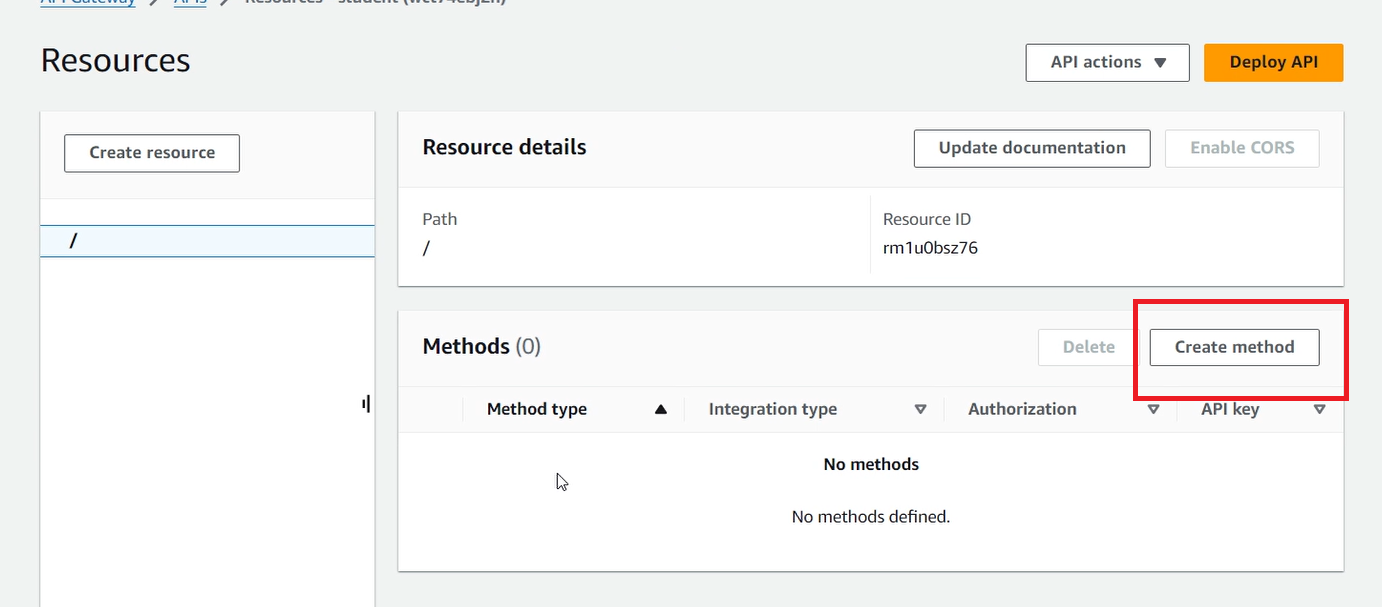 API Gateway > APIs > Resources - student
Resources
API actions
Deploy API
Create resource
/
Resource details
Update documentation
Enable CORS
Path
/
Resource ID
rm1u0bsz76
Methods (0)
Delete
Create method
Method type
Integration type
Authorization
API key
No methods
No methods defined.